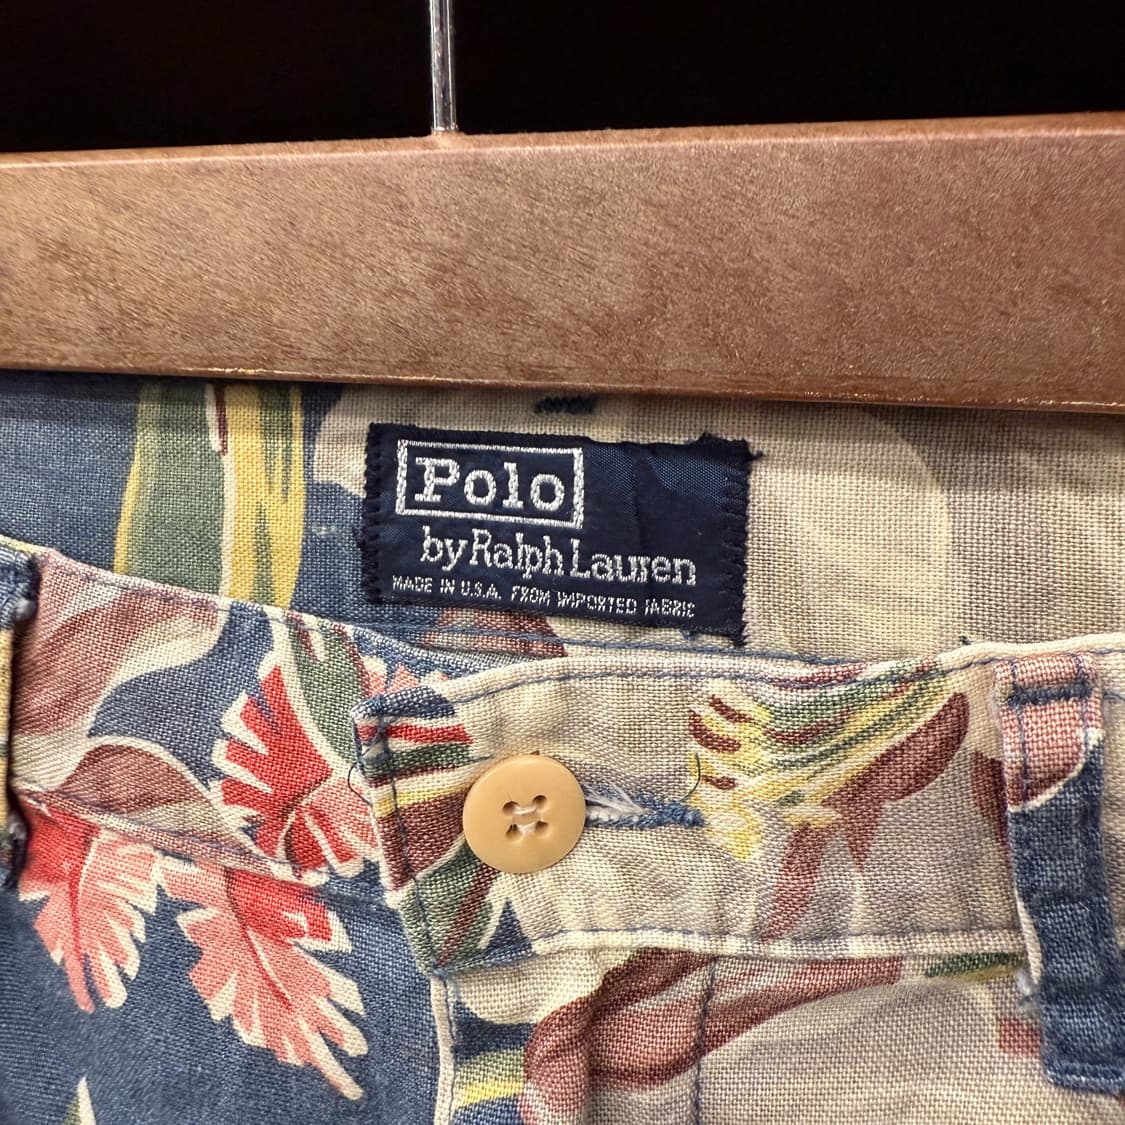 Polo
by Ralph Lauren
MADE IN U.S.A. FROM IMPORTED FABRIC